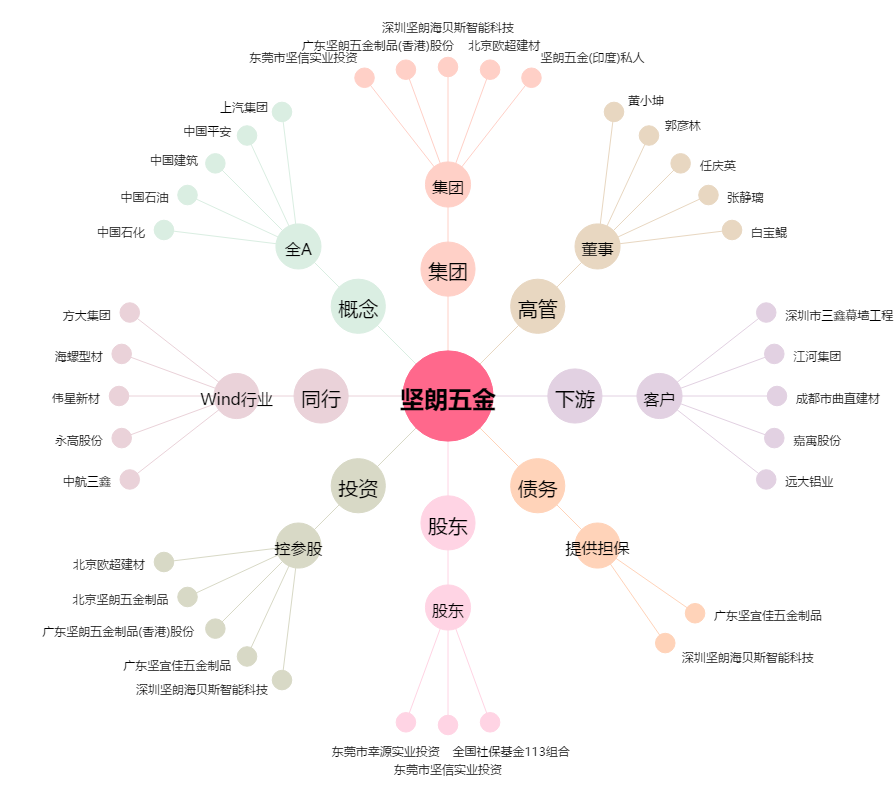 深圳坚朗海贝斯智能科技
广东坚朗五金制品(香港)股份
北京欧超建材
东莞市坚信实业投资
坚朗五金(印度)私人
上汽集团
中国平安
中国建筑
中国石油
中国石化
黄小坤
郭彦林
任庆英
张静璃
白宝鲲
集团
全A
董事
集团
概念
高管
方大集团
海螺型材
伟星新材
永高股份
中航三鑫
Wind行业
同行
坚朗五金
下游
客户
深圳市三鑫幕墙工程
江河集团
成都市曲直建材
嘉寓股份
远大铝业
投资
债务
股东
控参股
提供担保
股东
北京欧超建材
北京坚朗五金制品
广东坚朗五金制品(香港)股份
广东坚宜佳五金制品
深圳坚朗海贝斯智能科技
广东坚宜佳五金制品
深圳坚朗海贝斯智能科技
东莞市幸源实业投资
全国社保基金113组合
东莞市坚信实业投资